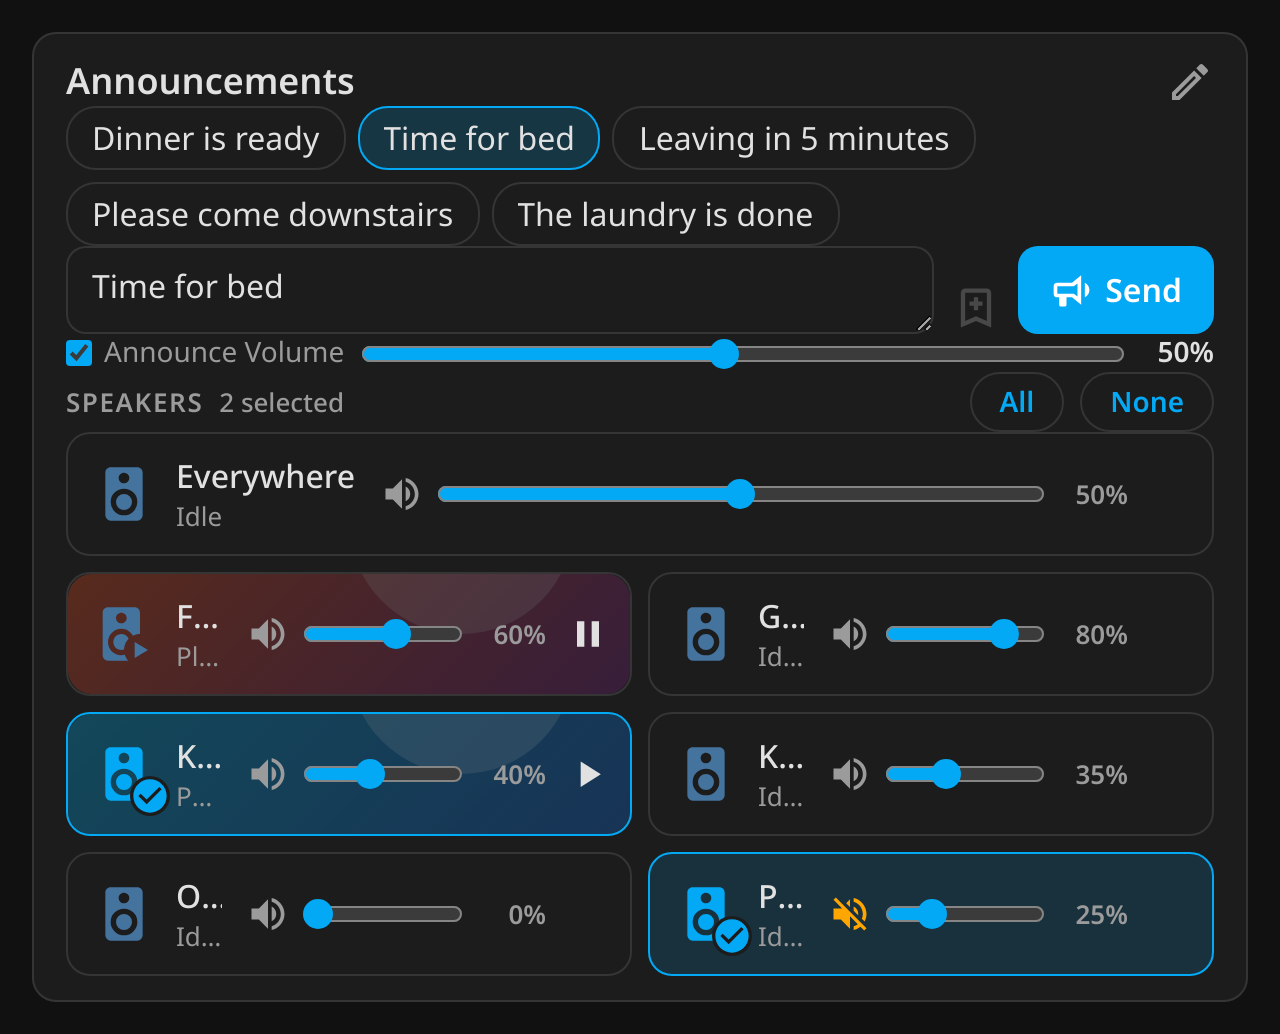 Announcements
Dinner is ready
Time for bed
Leaving in 5 minutes
Please come downstairs
The laundry is done
Time for bed
Send
Announce Volume
50%
SPEAKERS 2 selected
All
None
Everywhere
Idle
50%
F...
Pl...
60%
G...
Id...
80%
K...
P...
40%
K...
Id...
35%
O...
Id...
0%
P...
Id...
25%